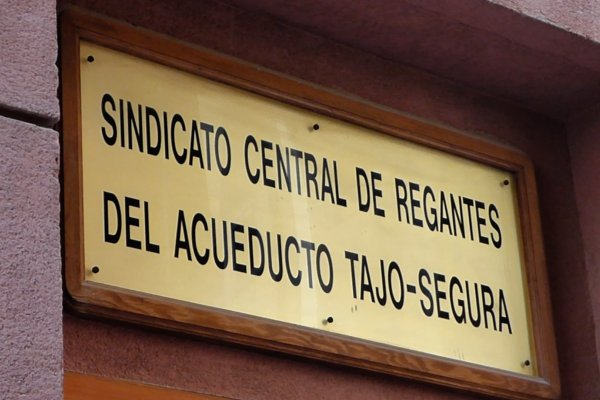 SINDICATO CENTRAL DE REGANTES
DEL ACUEDUCTO TAJO-SEGURA